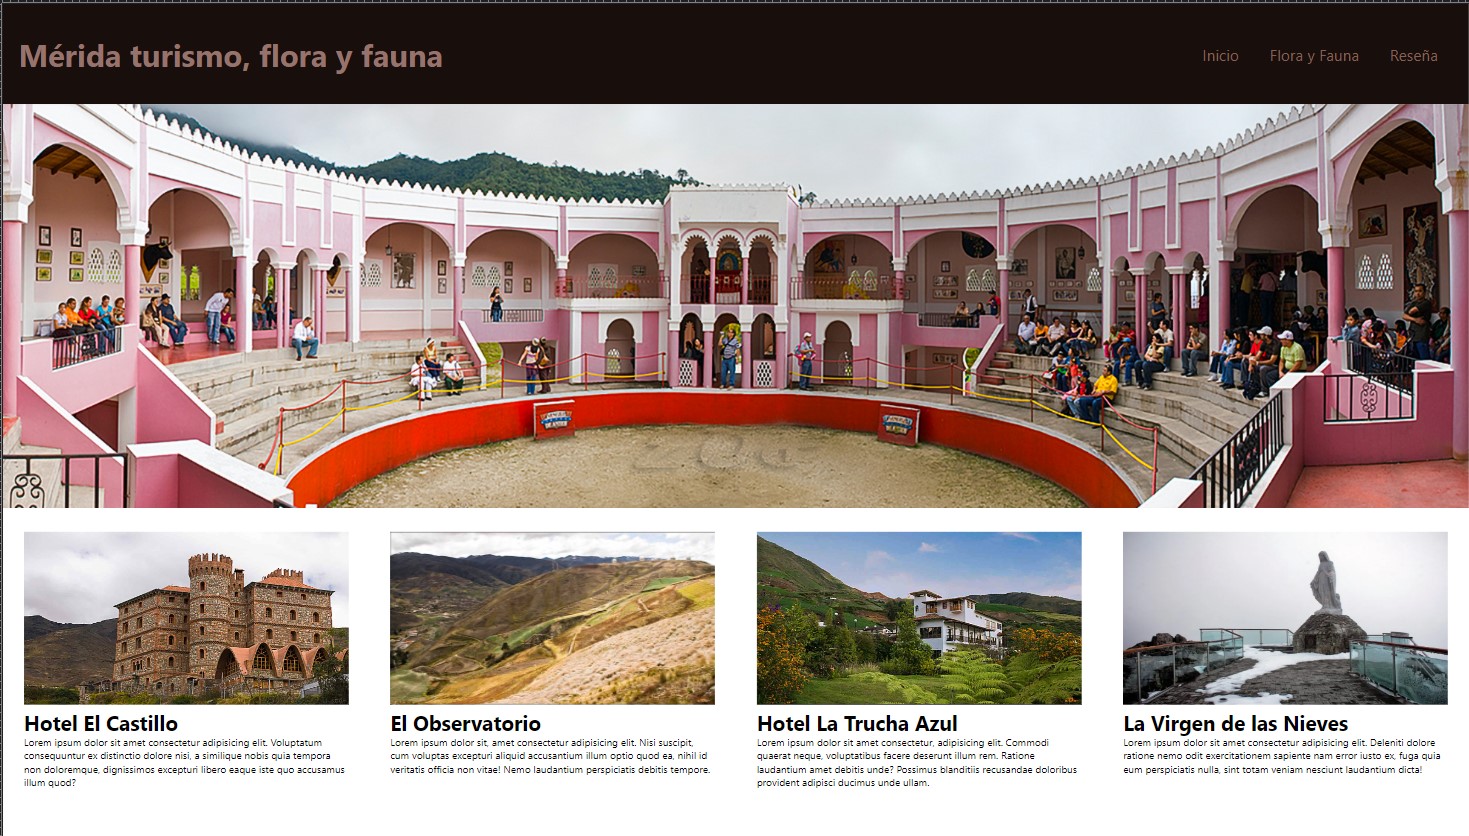 Mérida turismo, flora y fauna
Inicio
Flora y Fauna
Reseña
Hotel El Castillo
Lorem ipsum dolor sit amet consectetur adipisicing elit. Voluptatum
consequuntur ex distinctio dolore nisi, a similique nobis quia tempora
non doloremque, dignissimos excepturi libero eaque iste quo accusamus
illum quod?
El Observatorio
Lorem ipsum dolor sit, amet consectetur adipisicing elit. Nisi suscipit,
cum voluptas excepturi aliquid accusantium illum optio quod ea, nihil id
veritatis officia non vitae! Nemo laudantium perspiciatis debitis tempore.
Hotel La Trucha Azul
Lorem ipsum dolor sit amet consectetur, adipisicing elit. Commodi
quaerat neque, voluptatibus facere deserunt illum rem. Ratione
laudantium amet debitis unde? Possimus blanditiis recusandae doloribus
provident adipisci ducimus unde ullam.
La Virgen de las Nieves
Lorem ipsum dolor sit amet consectetur adipisicing elit. Deleniti dolore
ratione nemo odit exercitationem sapiente nam error iusto ex, fuga quia
eum perspiciatis nulla, sint totam veniam nesciunt laudantium dicta!